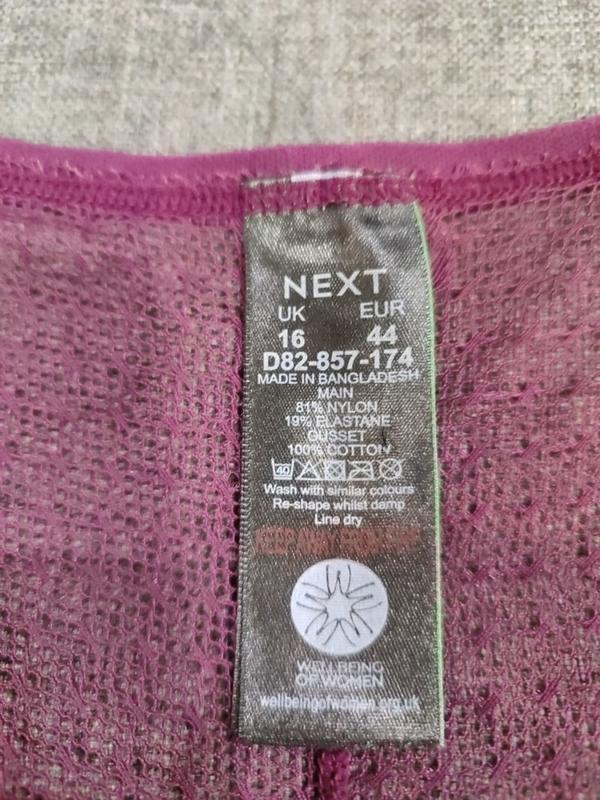 NEXT
UK EUR
16 44
D82-857-174
MADE IN BANGLADESH
MAIN
81% NYLON
19% ELASTANE
GUSSET
100% COTTON
40
Wash with similar colours
Re-shape whilst damp
Line dry
WELLBEING
OF WOMEN
wellbeingofwomen.org.uk